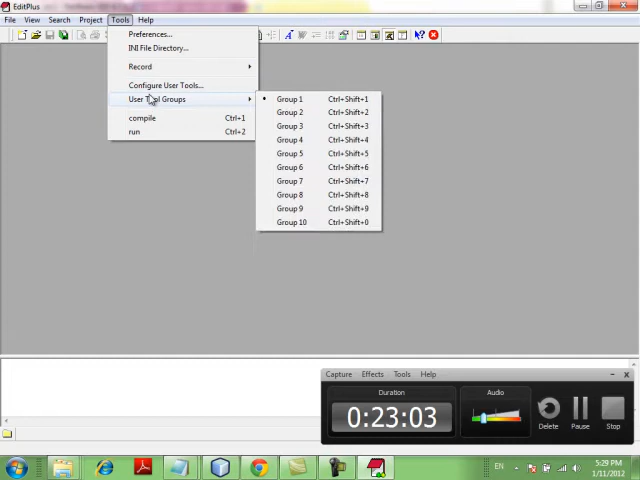 EditPlus
File View Search Project Tools Help
Preferences...
INI File Directory...
Record
Configure User Tools...
User Tool Groups
compile Ctrl+1
run Ctrl+2
Group 1 Ctrl+Shift+1
Group 2 Ctrl+Shift+2
Group 3 Ctrl+Shift+3
Group 4 Ctrl+Shift+4
Group 5 Ctrl+Shift+5
Group 6 Ctrl+Shift+6
Group 7 Ctrl+Shift+7
Group 8 Ctrl+Shift+8
Group 9 Ctrl+Shift+9
Group 10 Ctrl+Shift+0
Capture Effects Tools Help
Duration
Audio
0:23:03
Delete Pause Stop
EN
5:29 PM
1/11/2012